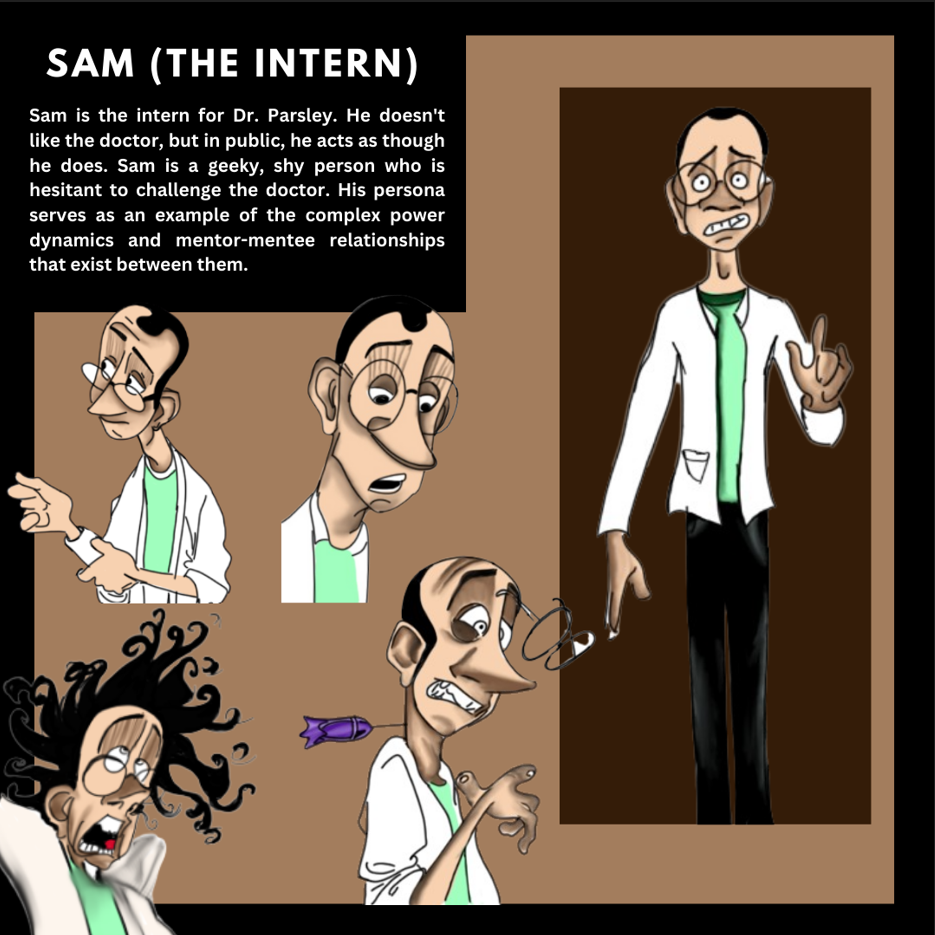 SAM (THE INTERN)
Sam is the intern for Dr. Parsley. He doesn't
like the doctor, but in public, he acts as though
he does. Sam is a geeky, shy person who is
hesitant to challenge the doctor. His persona
serves as an example of the complex power
dynamics and mentor-mentee relationships
that exist between them.